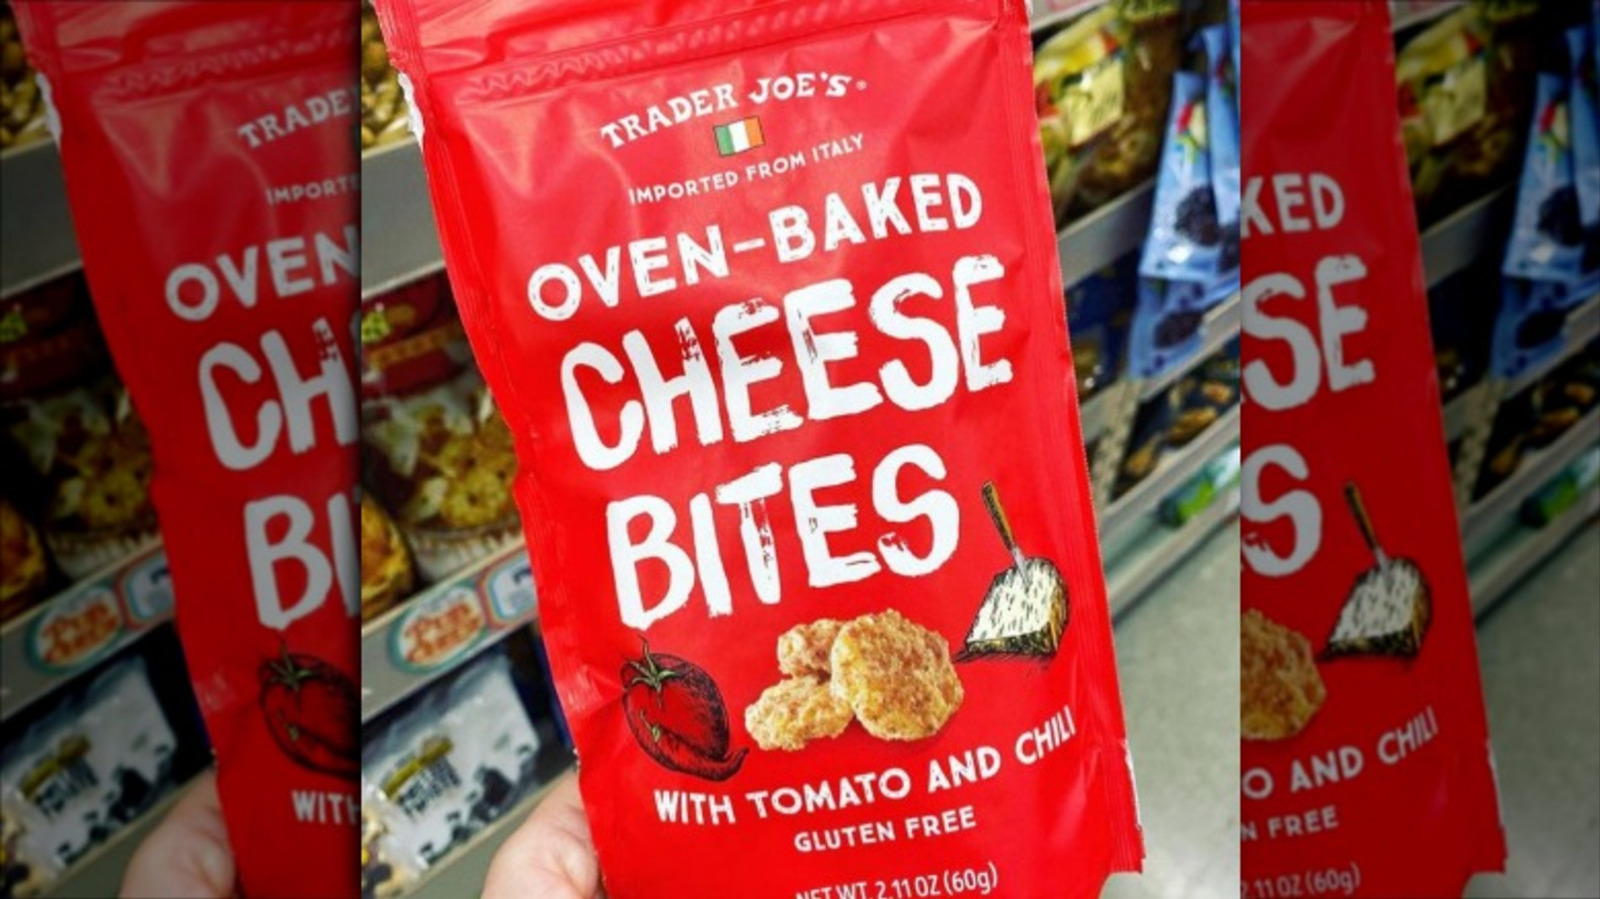 TRADER JOE'S®
IMPORTED FROM ITALY
OVEN-BAKED
CHEESE
BITES
WITH TOMATO AND CHILI
GLUTEN FREE
NET WT. 2.11 OZ (60g)